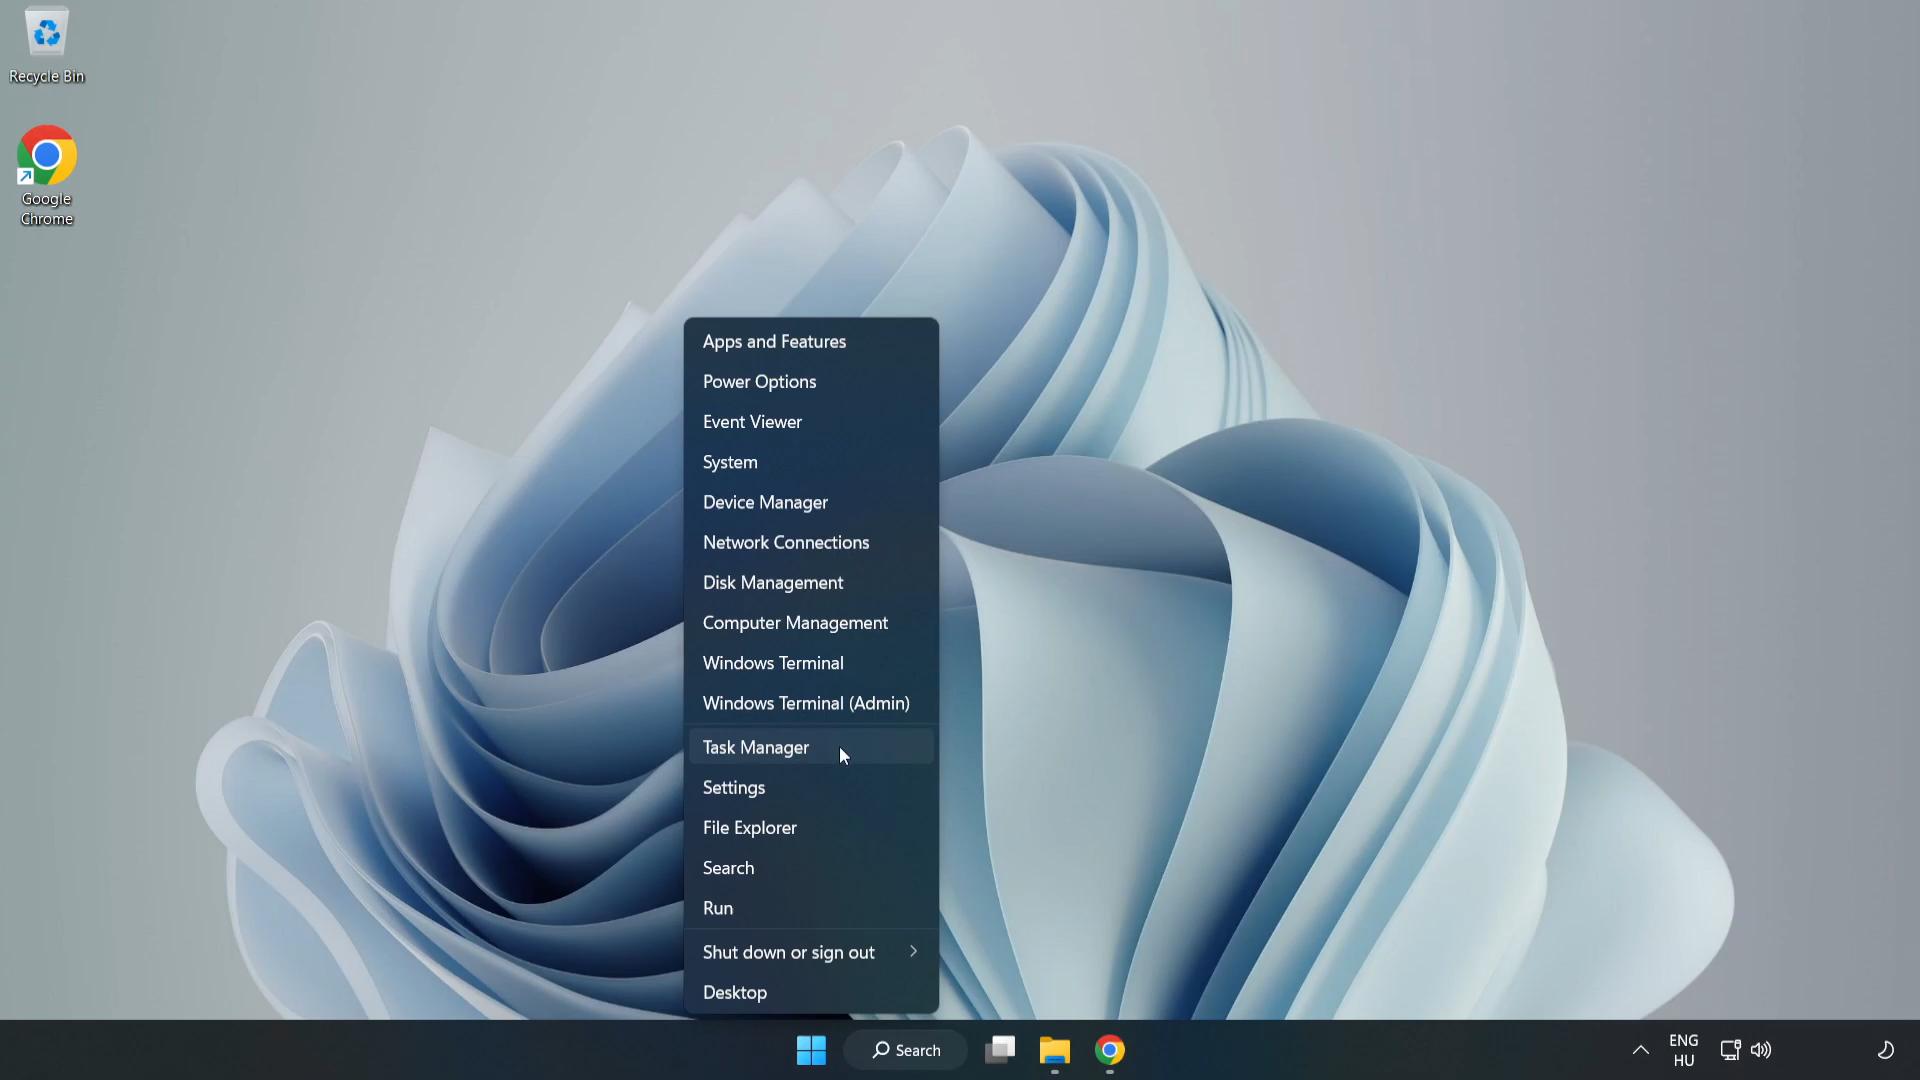 Recycle Bin
Google
Chrome
Apps and Features
Power Options
Event Viewer
System
Device Manager
Network Connections
Disk Management
Computer Management
Windows Terminal
Windows Terminal (Admin)
Task Manager
Settings
File Explorer
Search
Run
Shut down or sign out
Desktop
Search
ENG
HU